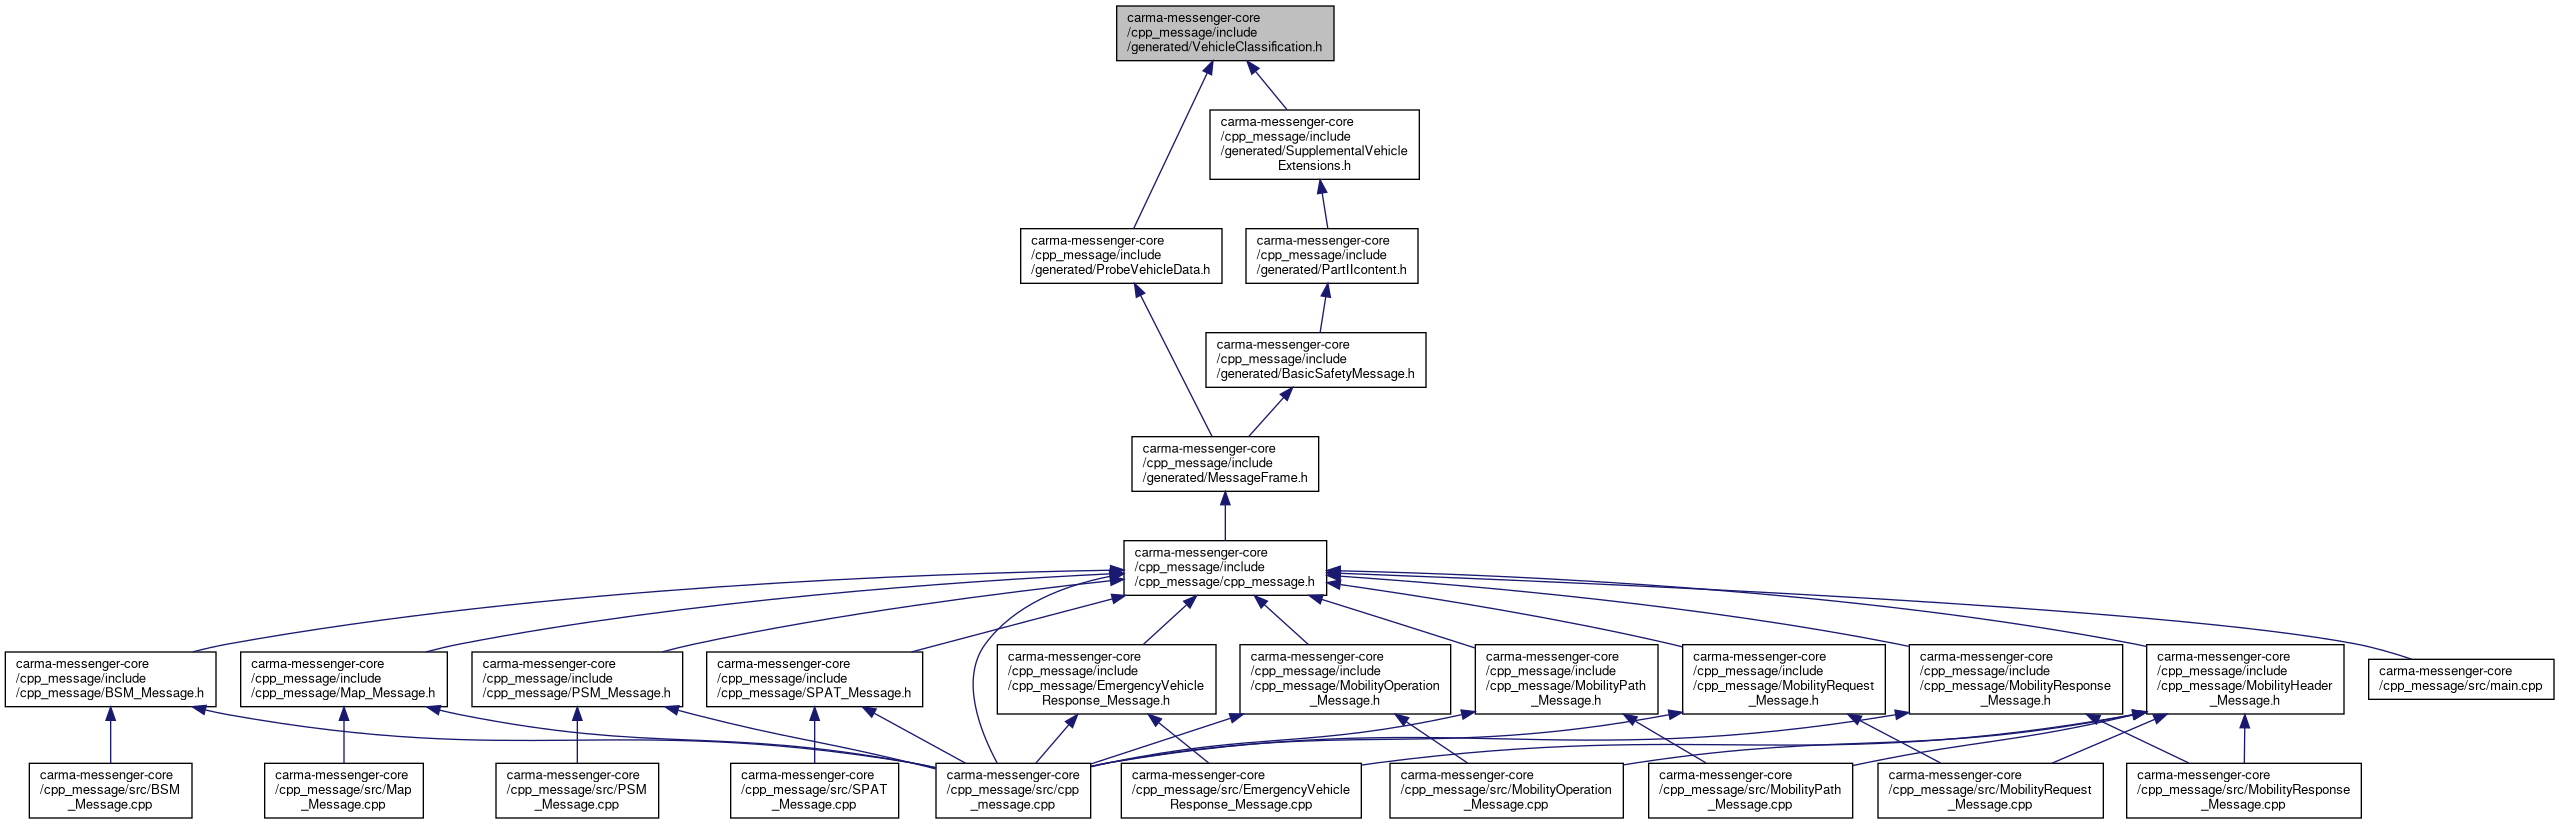 carma-messenger-core
/cpp_message/include
/generated/VehicleClassification.h
carma-messenger-core
/cpp_message/include
/generated/SupplementalVehicle
Extensions.h
carma-messenger-core
/cpp_message/include
/generated/ProbeVehicleData.h
carma-messenger-core
/cpp_message/include
/generated/PartIIcontent.h
carma-messenger-core
/cpp_message/include
/generated/BasicSafetyMessage.h
carma-messenger-core
/cpp_message/include
/generated/MessageFrame.h
carma-messenger-core
/cpp_message/include
/cpp_message/cpp_message.h
carma-messenger-core
/cpp_message/include
/cpp_message/BSM_Message.h
carma-messenger-core
/cpp_message/include
/cpp_message/Map_Message.h
carma-messenger-core
/cpp_message/include
/cpp_message/PSM_Message.h
carma-messenger-core
/cpp_message/include
/cpp_message/SPAT_Message.h
carma-messenger-core
/cpp_message/include
/cpp_message/EmergencyVehicle
Response_Message.h
carma-messenger-core
/cpp_message/include
/cpp_message/MobilityOperation
_Message.h
carma-messenger-core
/cpp_message/include
/cpp_message/MobilityPath
_Message.h
carma-messenger-core
/cpp_message/include
/cpp_message/MobilityRequest
_Message.h
carma-messenger-core
/cpp_message/include
/cpp_message/MobilityResponse
_Message.h
carma-messenger-core
/cpp_message/include
/cpp_message/MobilityHeader
_Message.h
carma-messenger-core
/cpp_message/src/main.cpp
carma-messenger-core
/cpp_message/src/BSM
_Message.cpp
carma-messenger-core
/cpp_message/src/Map
_Message.cpp
carma-messenger-core
/cpp_message/src/PSM
_Message.cpp
carma-messenger-core
/cpp_message/src/SPAT
_Message.cpp
carma-messenger-core
/cpp_message/src/cpp
_message.cpp
carma-messenger-core
/cpp_message/src/EmergencyVehicle
Response_Message.cpp
carma-messenger-core
/cpp_message/src/MobilityOperation
_Message.cpp
carma-messenger-core
/cpp_message/src/MobilityPath
_Message.cpp
carma-messenger-core
/cpp_message/src/MobilityRequest
_Message.cpp
carma-messenger-core
/cpp_message/src/MobilityResponse
_Message.cpp